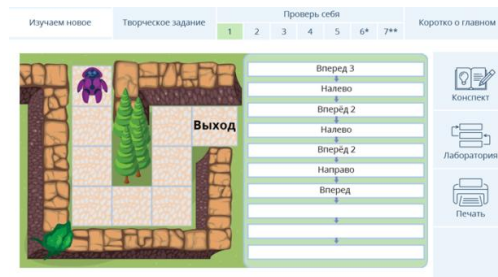 Изучаем новое
Творческое задание
Проверь себя
1 2 3 4 5 6* 7**
Коротко о главном
Выход
Вперед 3
Налево
Вперёд 2
Налево
Вперёд 2
Направо
Вперед
Конспект
Лаборатория
Печать